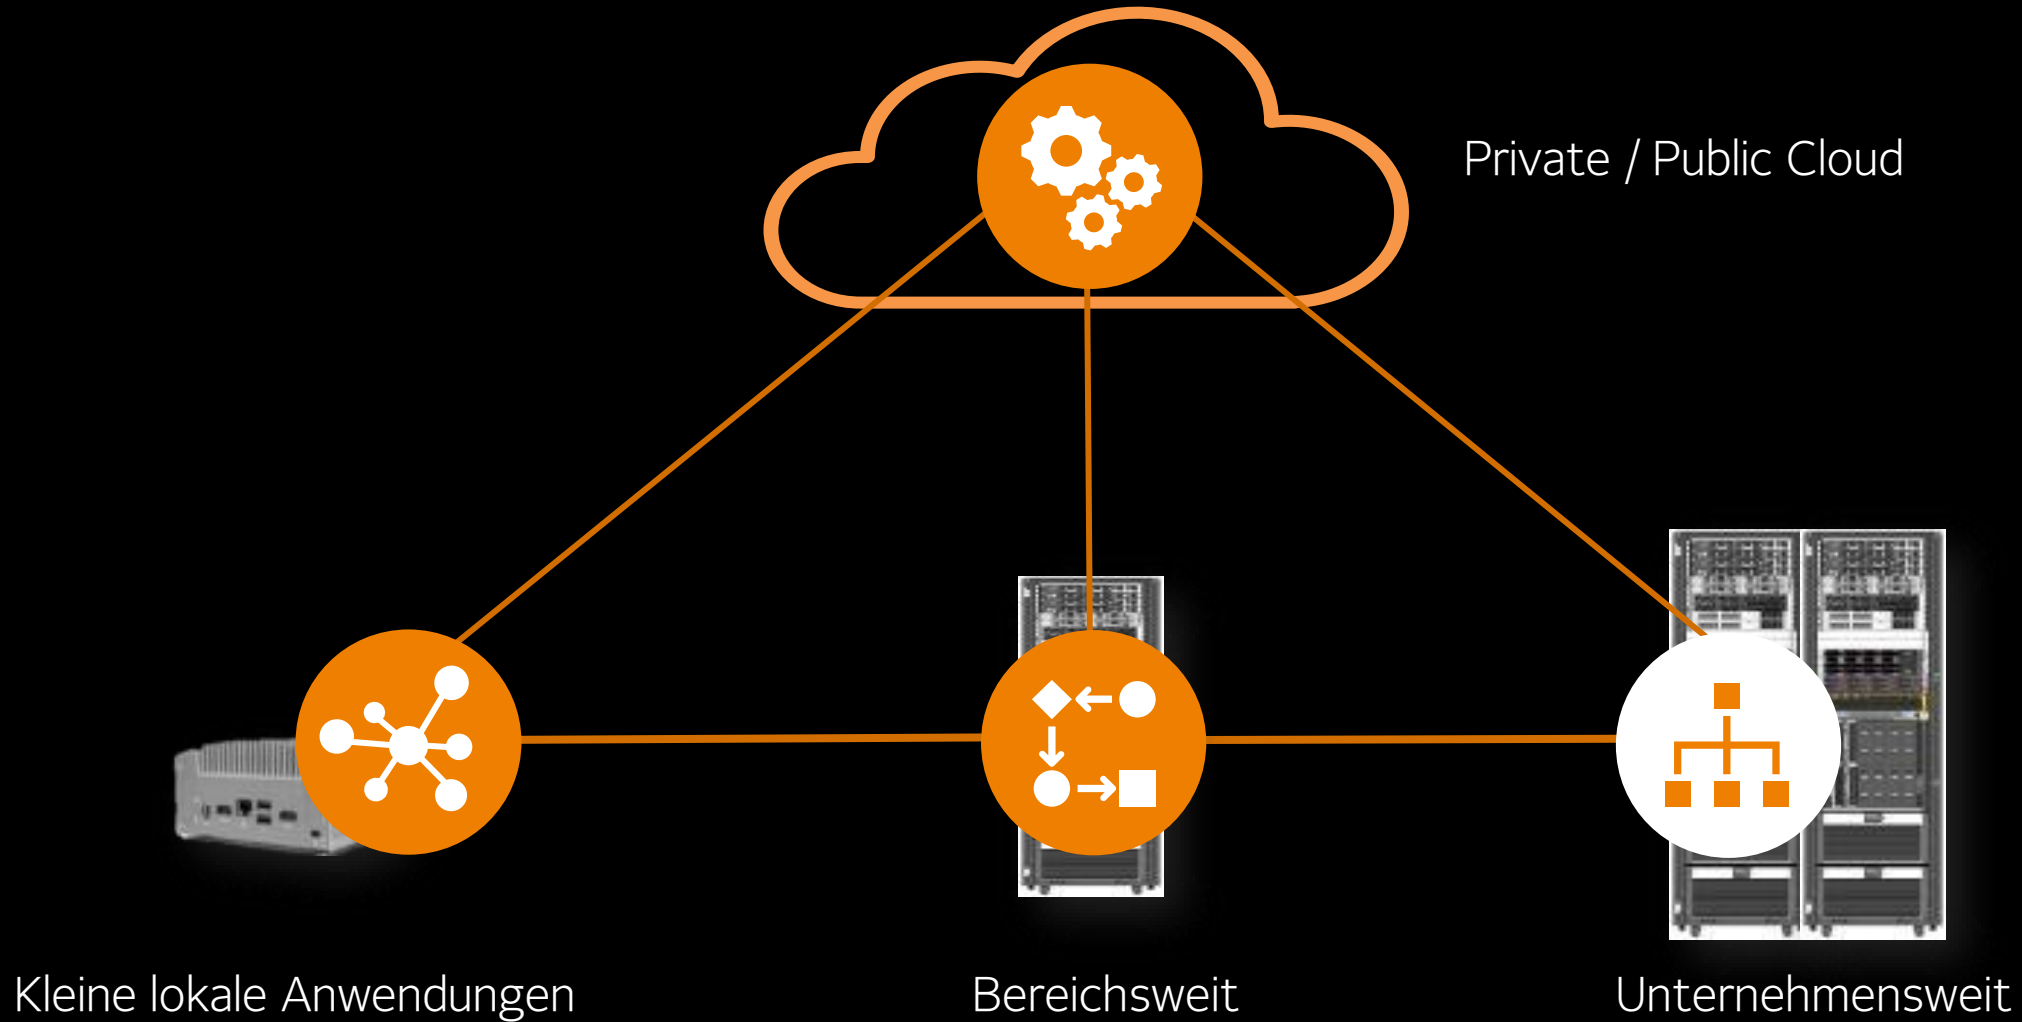 Private / Public Cloud
Kleine lokale Anwendungen
Bereichsweit
Unternehmensweit